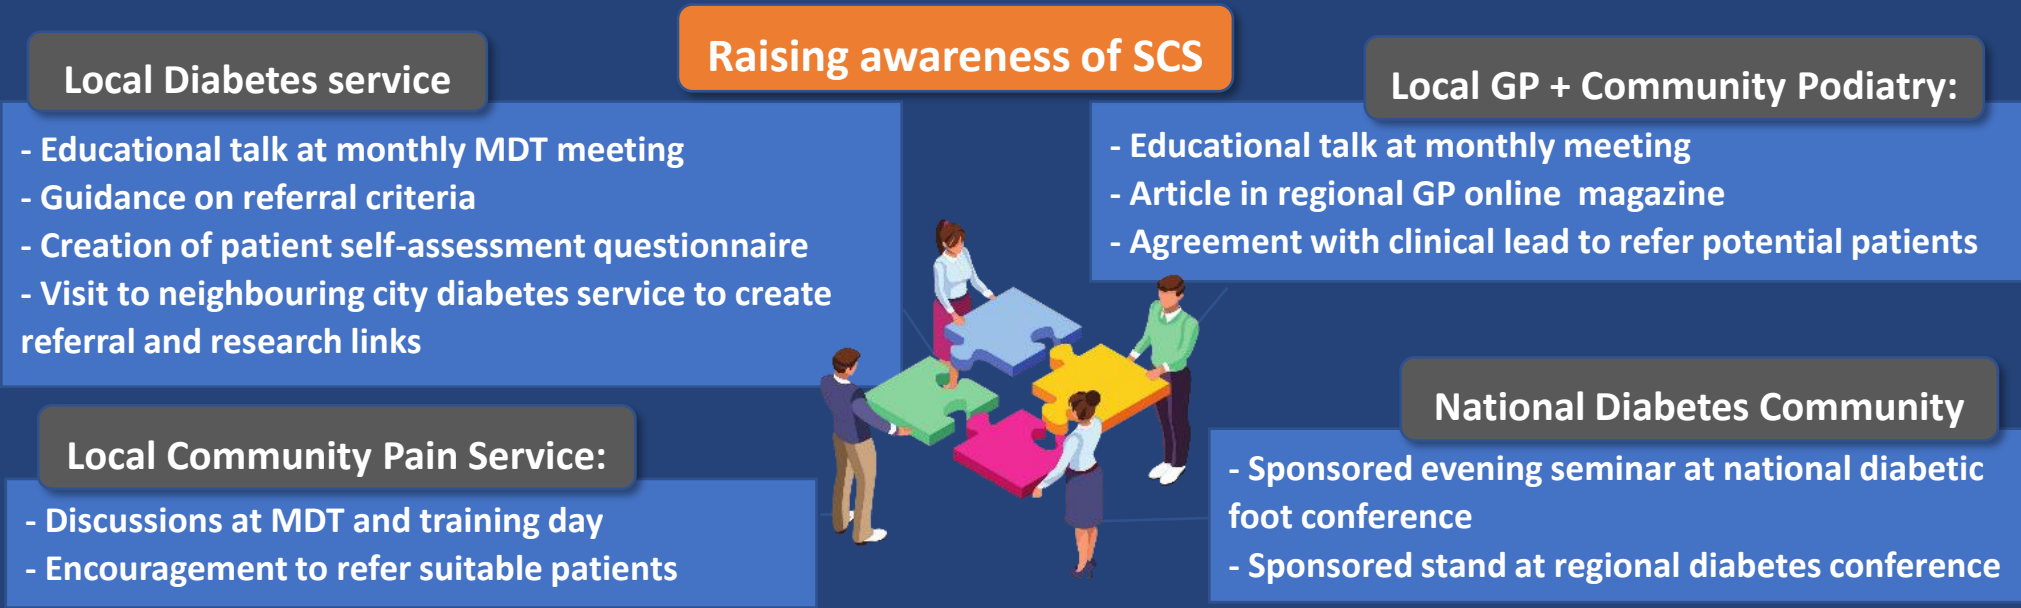 Raising awareness of SCS
Local Diabetes service
- Educational talk at monthly MDT meeting
- Guidance on referral criteria
- Creation of patient self-assessment questionnaire
- Visit to neighbouring city diabetes service to create
referral and research links
Local GP + Community Podiatry:
- Educational talk at monthly meeting
- Article in regional GP online magazine
- Agreement with clinical lead to refer potential patients
Local Community Pain Service:
- Discussions at MDT and training day
- Encouragement to refer suitable patients
National Diabetes Community
- Sponsored evening seminar at national diabetic
foot conference
- Sponsored stand at regional diabetes conference